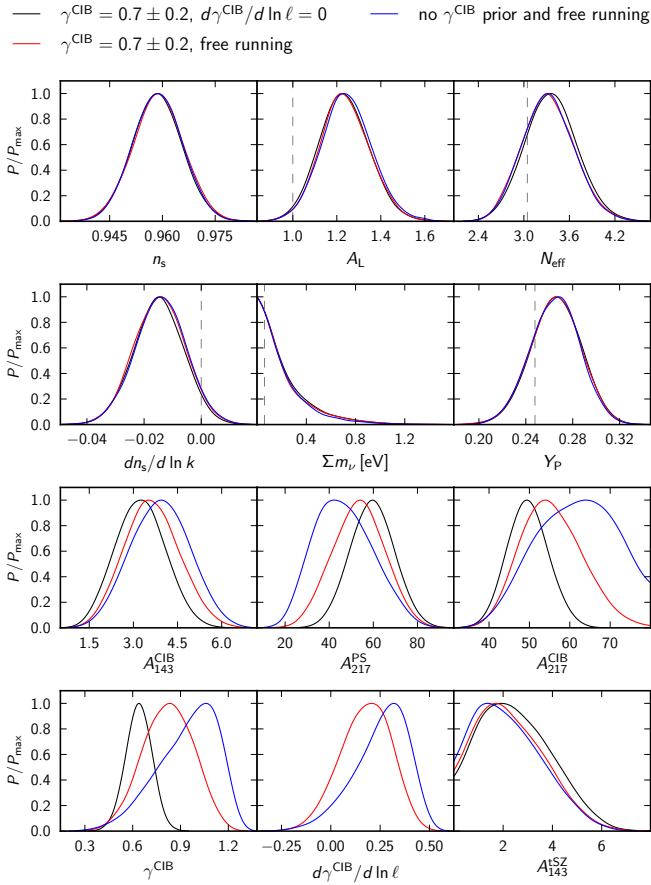 γ^CIB = 0.7 ± 0.2, dγ^CIB/d ln ℓ = 0
no γ^CIB prior and free running
γ^CIB = 0.7 ± 0.2, free running
P/P_max
1.0
0.8
0.6
0.4
0.2
0.0
0.945 0.960 0.975
1.0 1.2 1.4 1.6
2.4 3.0 3.6 4.2
n_s
A_L
N_eff
P/P_max
1.0
0.8
0.6
0.4
0.2
0.0
−0.04 −0.02 0.00
0.4 0.8 1.2
0.20 0.24 0.28 0.32
dn_s/d ln k
Σm_ν [eV]
Y_P
P/P_max
1.0
0.8
0.6
0.4
0.2
0.0
1.5 3.0 4.5 6.0
20 40 60 80
40 50 60 70
A^CIB_143
A^PS_217
A^CIB_217
P/P_max
1.0
0.8
0.6
0.4
0.2
0.0
0.3 0.6 0.9 1.2
−0.25 0.00 0.25 0.50
2 4 6
γ^CIB
dγ^CIB/d ln ℓ
A^tSZ_143